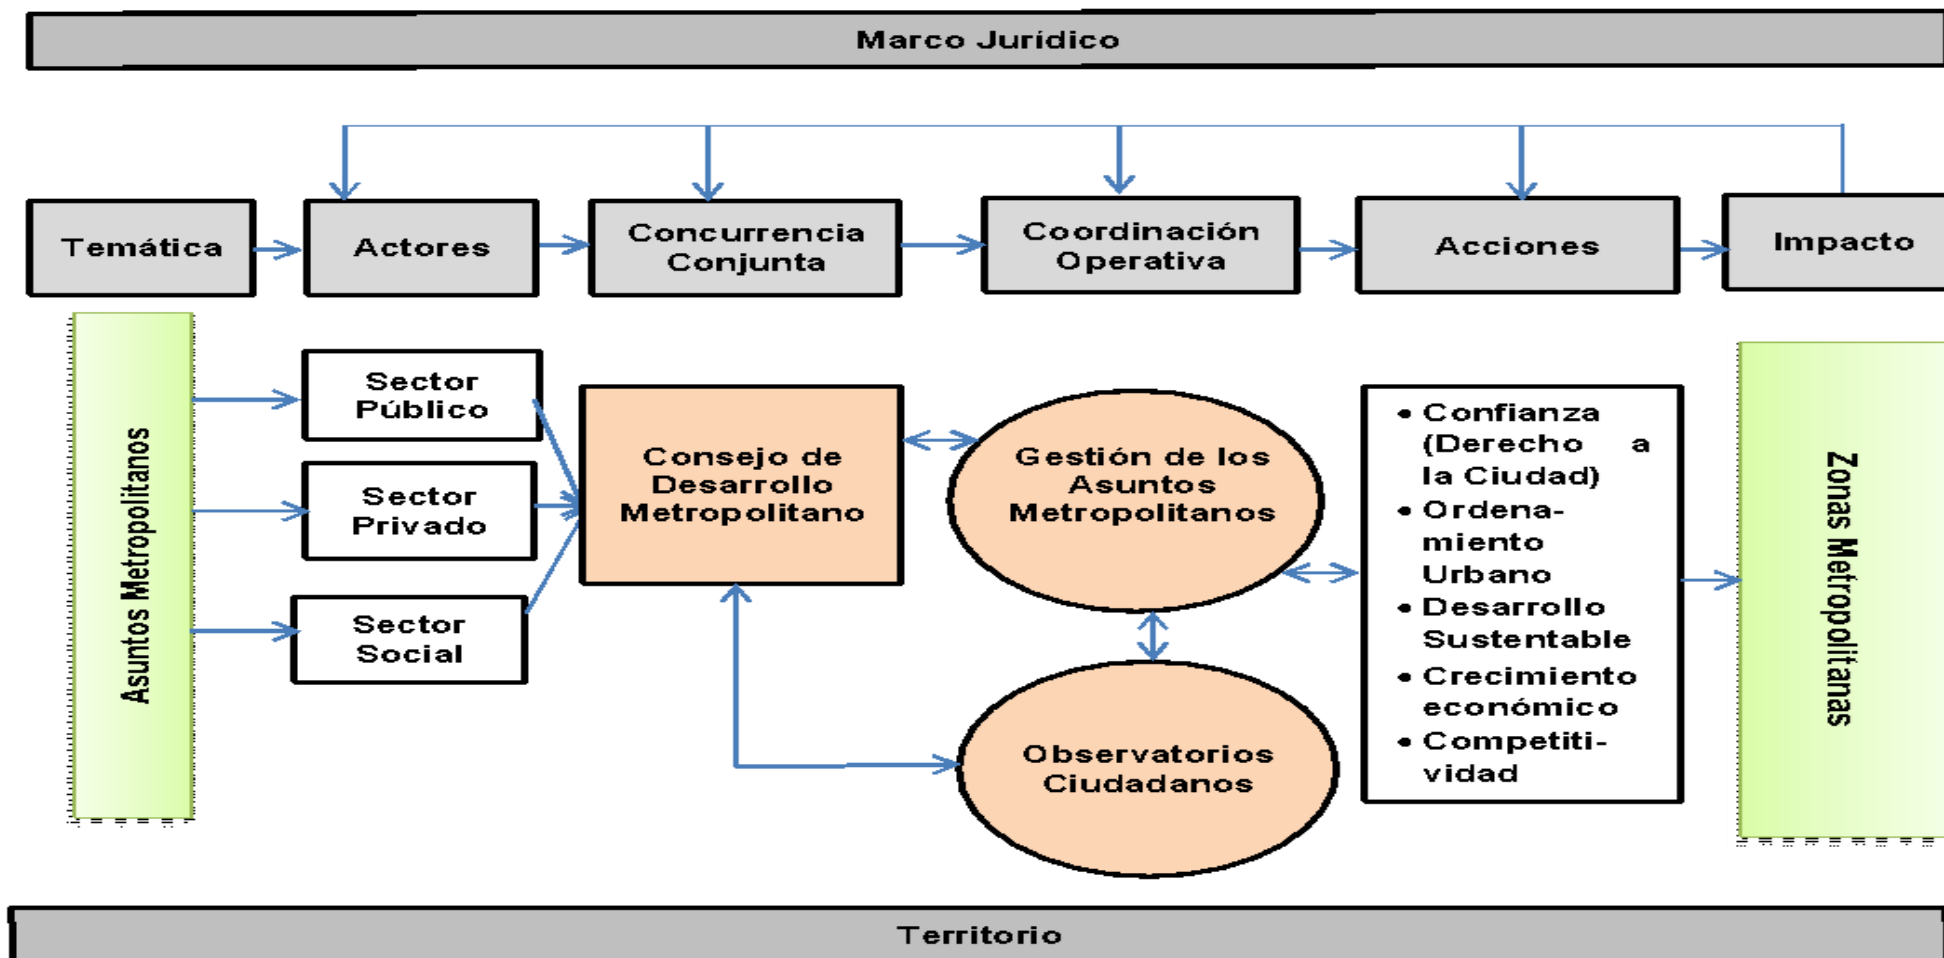 Marco Jurídico
Temática
Actores
Concurrencia
Conjunta
Coordinación
Operativa
Acciones
Impacto
Asuntos Metropolitanos
Sector
Público
Sector
Privado
Sector
Social
Consejo de
Desarrollo
Metropolitano
Gestión de los
Asuntos
Metropolitanos
Observatorios
Ciudadanos
• Confianza
(Derecho a
la Ciudad)
• Ordena-
miento
Urbano
• Desarrollo
Sustentable
• Crecimiento
económico
• Competiti-
vidad
Zonas Metropolitanas
Territorio